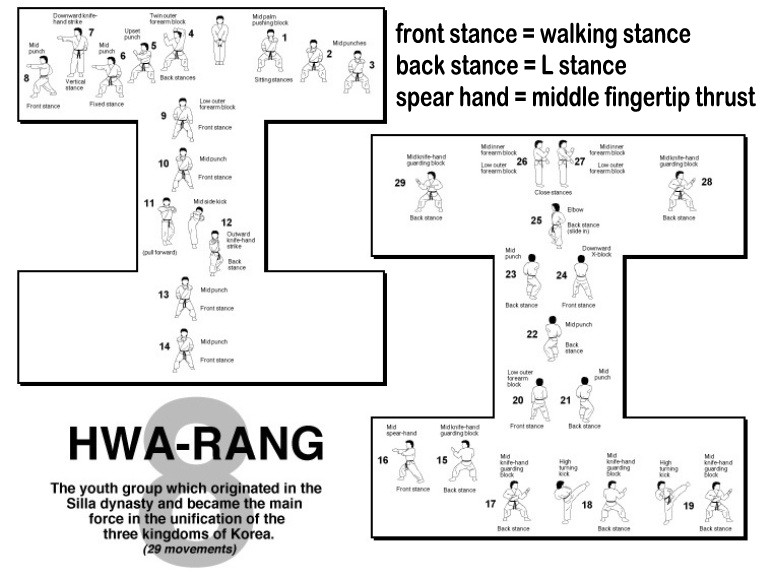 front stance = walking stance
back stance = L stance
spear hand = middle fingertip thrust
Mid palm
pushing block
1
Sitting stances
2
Mid punches
3
Twin outer
forearm block
4
Back stances
Upset
punch
5
Mid
punch
6
Fixed stance
Downward knife-
hand strike
7
Vertical
stance
Mid
punch
8
Front stance
9
Low outer
forearm block
Front stance
10
Mid punch
Front stance
11
(pull forward)
Mid side kick
12
Outward
knife-hand
strike
Back
stance
13
Mid punch
Front stance
14
Mid punch
Front stance
Mid knife-hand
guarding block
15
Back stance
Mid
spear-hand
16
Front stance
Mid
knife-hand
guarding
block
17
Back stance
High
turning
kick
18
Mid
knife-hand
guarding
block
Back stance
High
turning
kick
19
Mid
knife-hand
guarding
block
Back stance
Low outer
forearm
block
20
Front stance
Mid
punch
21
Back stance
22
Mid punch
Back
stance
Mid
punch
23
Back stance
Downward
X-block
24
Front stance
25
Elbow
Back stance
(slide in)
Mid inner
forearm block
Low outer
forearm block
26
27
Mid inner
forearm block
Low outer
forearm block
Close stances
Mid knife-hand
guarding block
28
Back stance
Mid knife-hand
guarding block
29
Back stance
8
HWA-RANG
The youth group which originated in the
Silla dynasty and became the main
force in the unification of the
three kingdoms of Korea.
(29 movements)